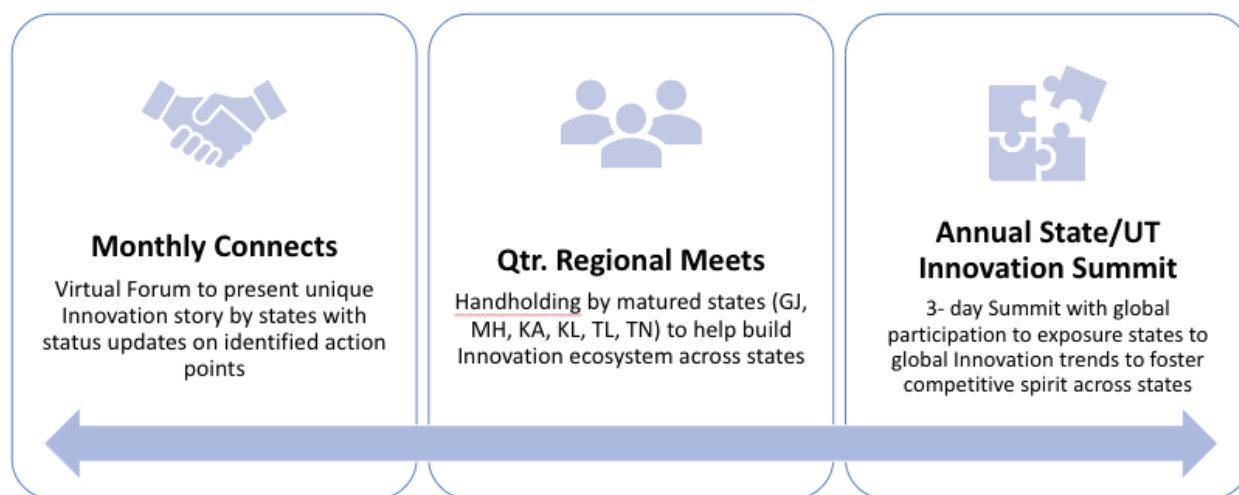 Monthly Connects
Virtual Forum to present unique
Innovation story by states with
status updates on identified action
points
Qtr. Regional Meets
Handholding by matured states (GJ,
MH, KA, KL, TL, TN) to help build
Innovation ecosystem across states
Annual State/UT
Innovation Summit
3- day Summit with global
participation to exposure states to
global Innovation trends to foster
competitive spirit across states